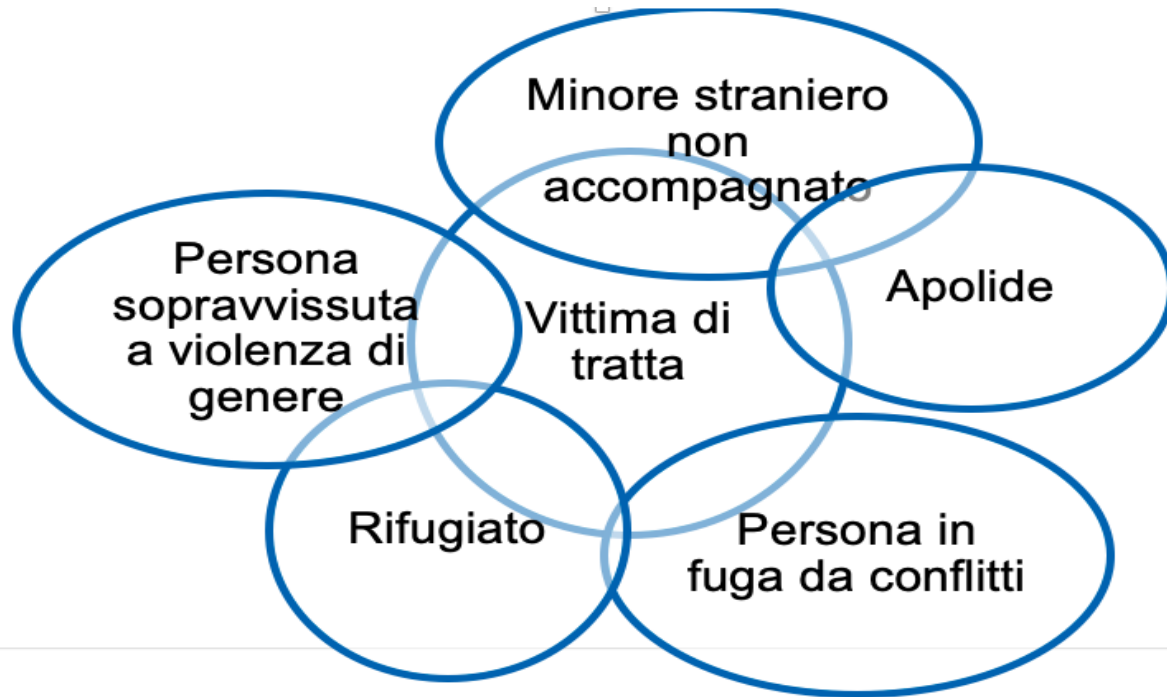 Minore straniero
non
accompagnato
Persona
sopravvissuta
a violenza di
genere
Vittima di
tratta
Apolide
Rifugiato
Persona in
fuga da conflitti